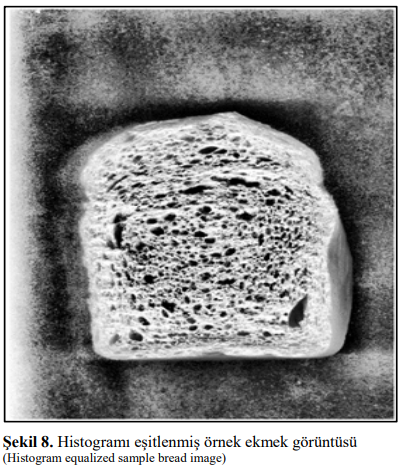 Şekil 8. Histogramı eşitlenmiş örnek ekmek görüntüsü
(Histogram equalized sample bread image)